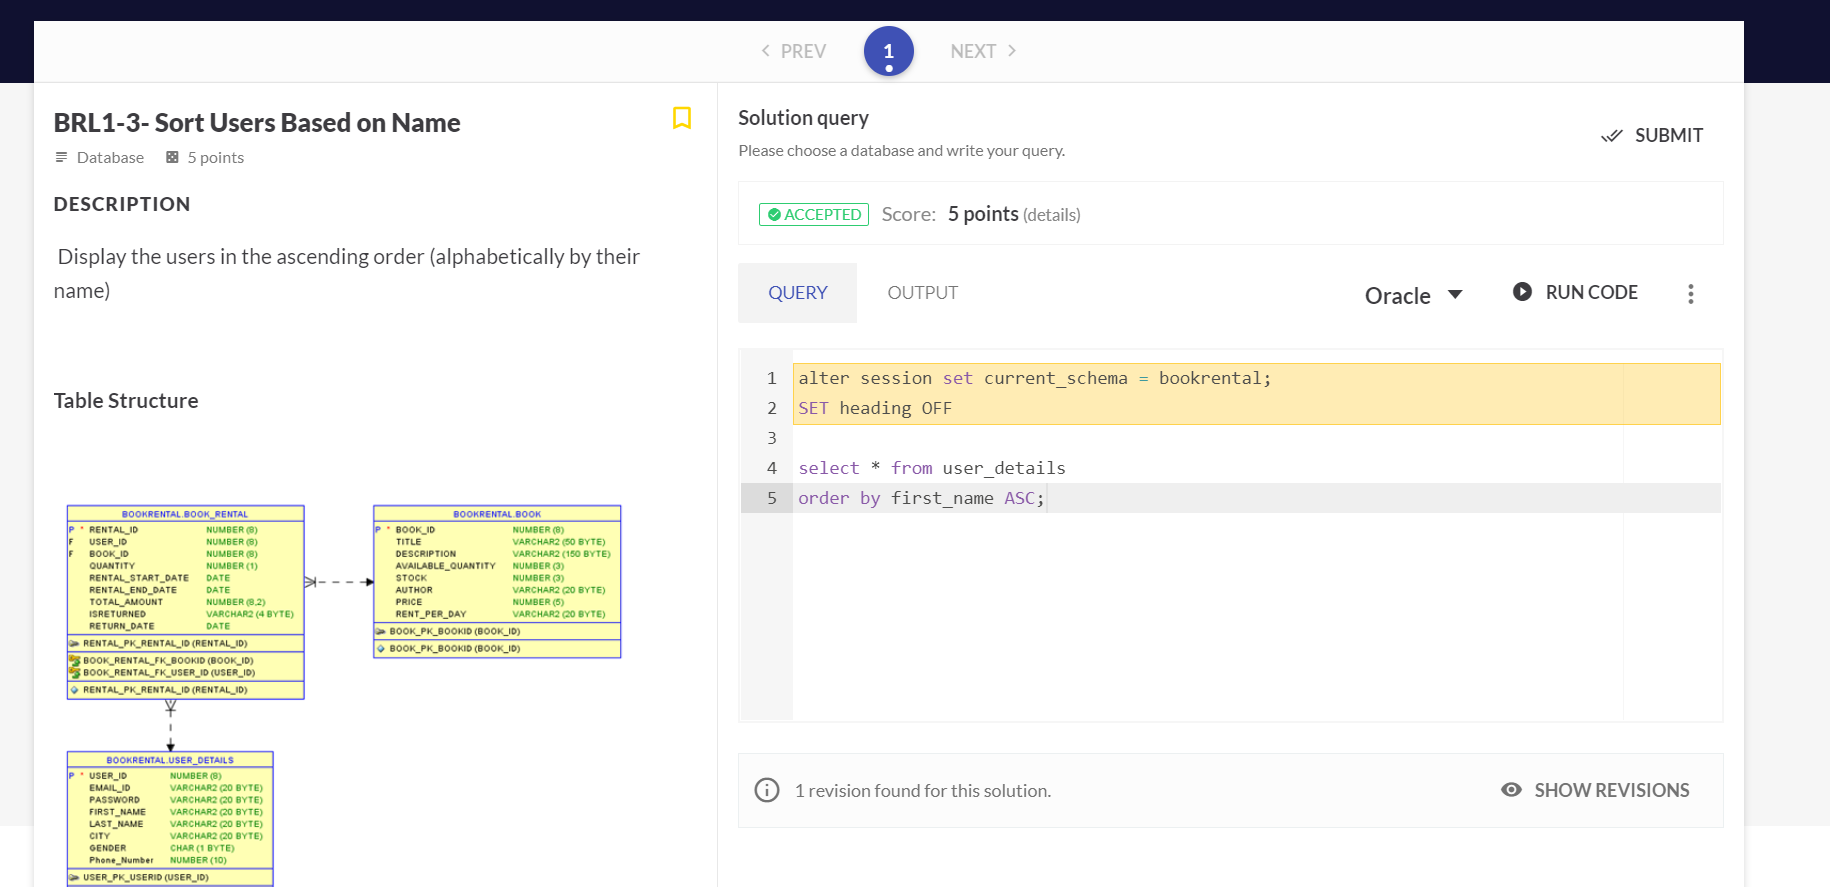 PREV 1 NEXT
BRL1-3- Sort Users Based on Name
Database 5 points
DESCRIPTION
Display the users in the ascending order (alphabetically by their
name)
Table Structure
BOOKRENTAL.BOOK_RENTAL
P * RENTAL_ID NUMBER (8)
F USER_ID NUMBER (8)
F BOOK_ID NUMBER (8)
QUANTITY NUMBER (1)
RENTAL_START_DATE DATE
RENTAL_END_DATE DATE
TOTAL_AMOUNT NUMBER (8,2)
ISRETURNED VARCHAR2 (4 BYTE)
RETURN_DATE DATE
RENTAL_PK_RENTAL_ID (RENTAL_ID)
BOOK_RENTAL_FK_BOOKID (BOOK_ID)
BOOK_RENTAL_FK_USER_ID (USER_ID)
RENTAL_PK_RENTAL_ID (RENTAL_ID)
BOOKRENTAL.BOOK
P * BOOK_ID NUMBER (8)
TITLE VARCHAR2 (50 BYTE)
DESCRIPTION VARCHAR2 (150 BYTE)
AVAILABLE_QUANTITY NUMBER (3)
STOCK NUMBER (3)
AUTHOR VARCHAR2 (20 BYTE)
PRICE NUMBER (5)
RENT_PER_DAY VARCHAR2 (20 BYTE)
BOOK_PK_BOOKID (BOOK_ID)
BOOK_PK_BOOKID (BOOK_ID)
BOOKRENTAL.USER_DETAILS
P * USER_ID NUMBER (8)
EMAIL_ID VARCHAR2 (20 BYTE)
PASSWORD VARCHAR2 (20 BYTE)
FIRST_NAME VARCHAR2 (20 BYTE)
LAST_NAME VARCHAR2 (20 BYTE)
CITY VARCHAR2 (20 BYTE)
GENDER CHAR (1 BYTE)
Phone_Number NUMBER (10)
USER_PK_USERID (USER_ID)
Solution query
Please choose a database and write your query.
SUBMIT
ACCEPTED Score: 5 points (details)
QUERY OUTPUT Oracle RUN CODE
1 alter session set current_schema = bookrental;
2 SET heading OFF
3
4 select * from user_details
5 order by first_name ASC;
1 revision found for this solution. SHOW REVISIONS